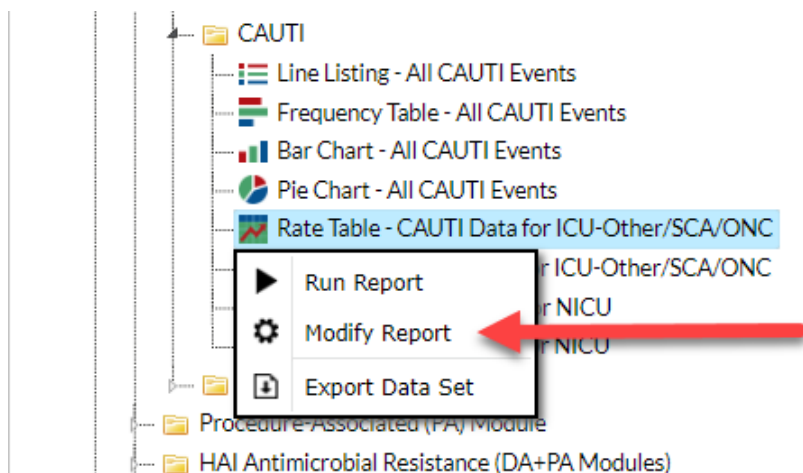 CAUTI
Line Listing - All CAUTI Events
Frequency Table - All CAUTI Events
Bar Chart - All CAUTI Events
Pie Chart - All CAUTI Events
Rate Table - CAUTI Data for ICU-Other/SCA/ONC
r ICU-Other/SCA/ONC
Run Report
r NICU
Modify Report
r NICU
Export Data Set
Procedure-Associated (PA) Module
HAI Antimicrobial Resistance (DA+PA Modules)